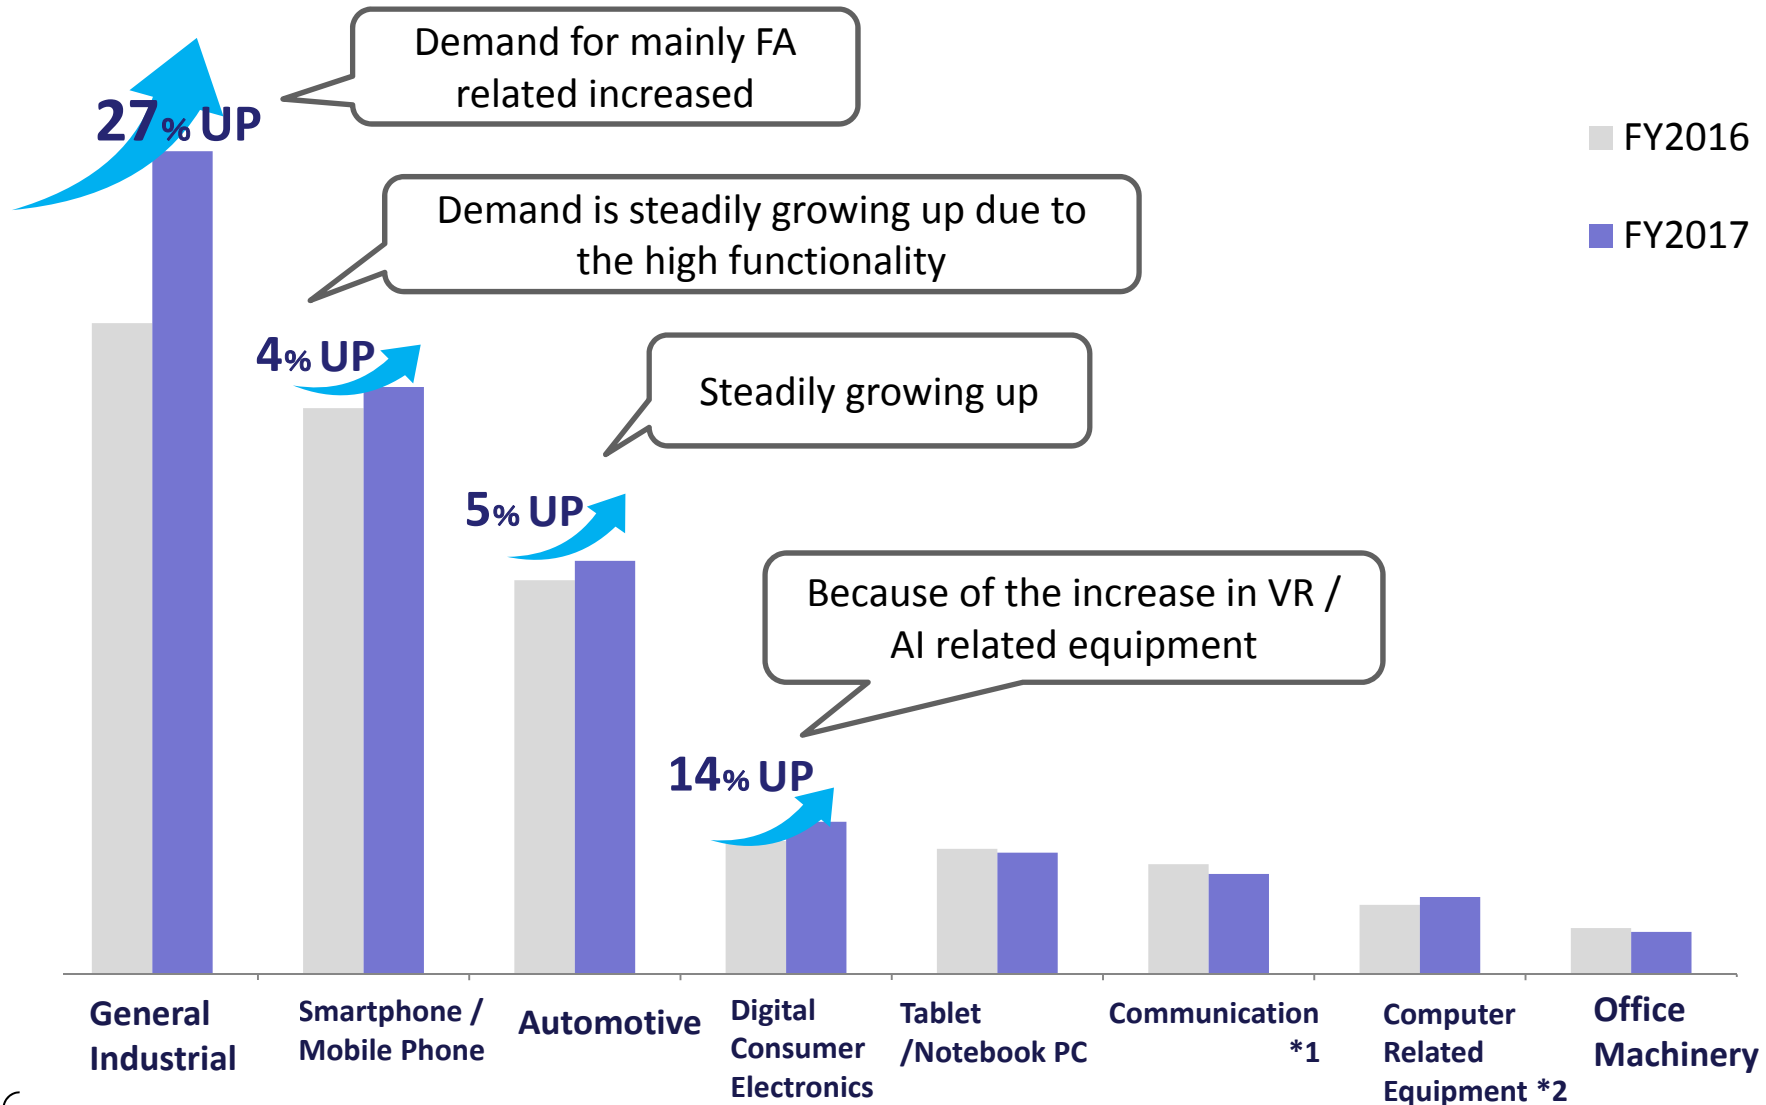 Demand for mainly FA
related increased
27% UP
FY2016
FY2017
Demand is steadily growing up due to
the high functionality
4% UP
Steadily growing up
5% UP
Because of the increase in VR /
AI related equipment
14% UP
General
Industrial
Smartphone /
Mobile Phone
Automotive
Digital
Consumer
Electronics
Tablet
/Notebook PC
Communication
*1
Computer
Related
Equipment *2
Office
Machinery